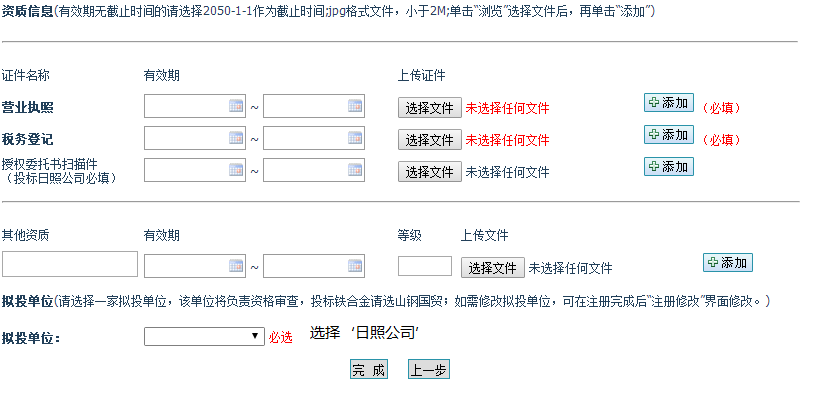 资质信息(有效期无截止时间的请选择2050-1-1作为截止时间;jpg格式文件，小于2M;单击“浏览”选择文件后，再单击“添加”)
证件名称 有效期 上传证件
营业执照 ~ 选择文件 未选择任何文件 添加 （必填）
税务登记 ~ 选择文件 未选择任何文件 添加 （必填）
授权委托书扫描件
（投标日照公司必填） ~ 选择文件 未选择任何文件 添加
其他资质 有效期 等级 上传文件
~ 选择文件 未选择任何文件 添加
拟投单位(请选择一家拟投单位，该单位将负责资格审查，投标铁合金请选山钢国贸；如需修改拟投单位，可在注册完成后“注册修改”界面修改。)
拟投单位： 必选 选择‘日照公司’
完 成 上一步